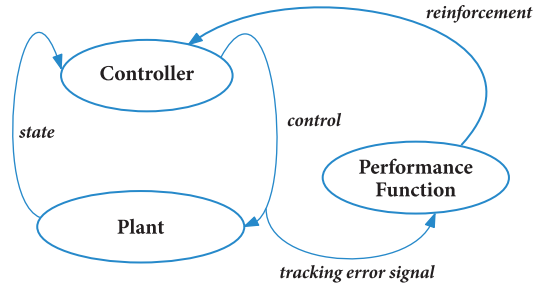 reinforcement
Controller
control
state
Performance
Function
Plant
tracking error signal